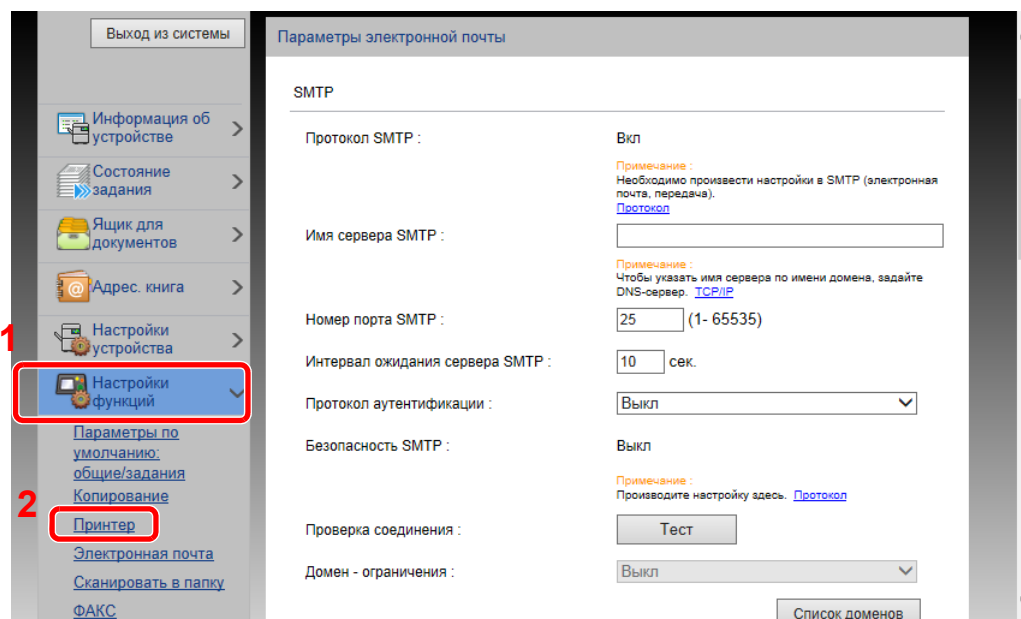 Выход из системы
Информация об
устройстве
Состояние
задания
Ящик для
документов
Адрес. книга
1
Настройки
устройства
Настройки
функций
Параметры по
умолчанию:
общие/задания
Копирование
2
Принтер
Электронная почта
Сканировать в папку
ФАКС
Параметры электронной почты
SMTP
Протокол SMTP : Вкл
Примечание :
Необходимо произвести настройки в SMTP (электронная
почта, передача).
Протокол
Имя сервера SMTP :
Примечание :
Чтобы указать имя сервера по имени домена, задайте
DNS-сервер. TCP/IP
Номер порта SMTP : 25 (1- 65535)
Интервал ожидания сервера SMTP : 10 сек.
Протокол аутентификации : Выкл
Безопасность SMTP : Выкл
Примечание :
Производите настройку здесь. Протокол
Проверка соединения : Тест
Домен - ограничения : Выкл
Список доменов